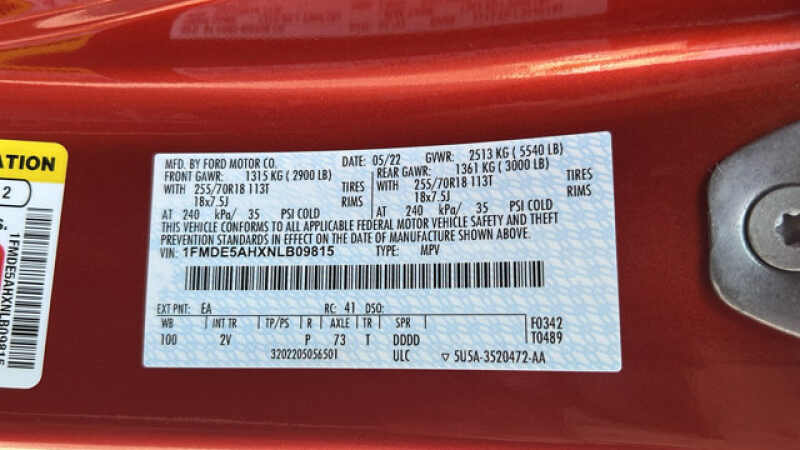 ATION
2
1FMDE5AHXNLB09815
MFD. BY FORD MOTOR CO.
DATE: 05/22 GVWR: 2513 KG ( 5540 LB)
FRONT GAWR: 1315 KG ( 2900 LB)
REAR GAWR: 1361 KG ( 3000 LB)
WITH 255/70R18 113T TIRES
WITH 255/70R18 113T TIRES
18x7.5J RIMS
18x7.5J RIMS
AT 240 kPa/ 35 PSI COLD
AT 240 kPa/ 35 PSI COLD
THIS VEHICLE CONFORMS TO ALL APPLICABLE FEDERAL MOTOR VEHICLE SAFETY AND THEFT
PREVENTION STANDARDS IN EFFECT ON THE DATE OF MANUFACTURE SHOWN ABOVE.
VIN: 1FMDE5AHXNLB09815 TYPE: MPV
EXT PNT: EA RC: 41 DSO:
WB INT TR TP/PS R AXLE TR SPR F0342
100 2V P 73 T DDDD T0489
3202205056501 ULC ▽ 5U5A-3520472-AA